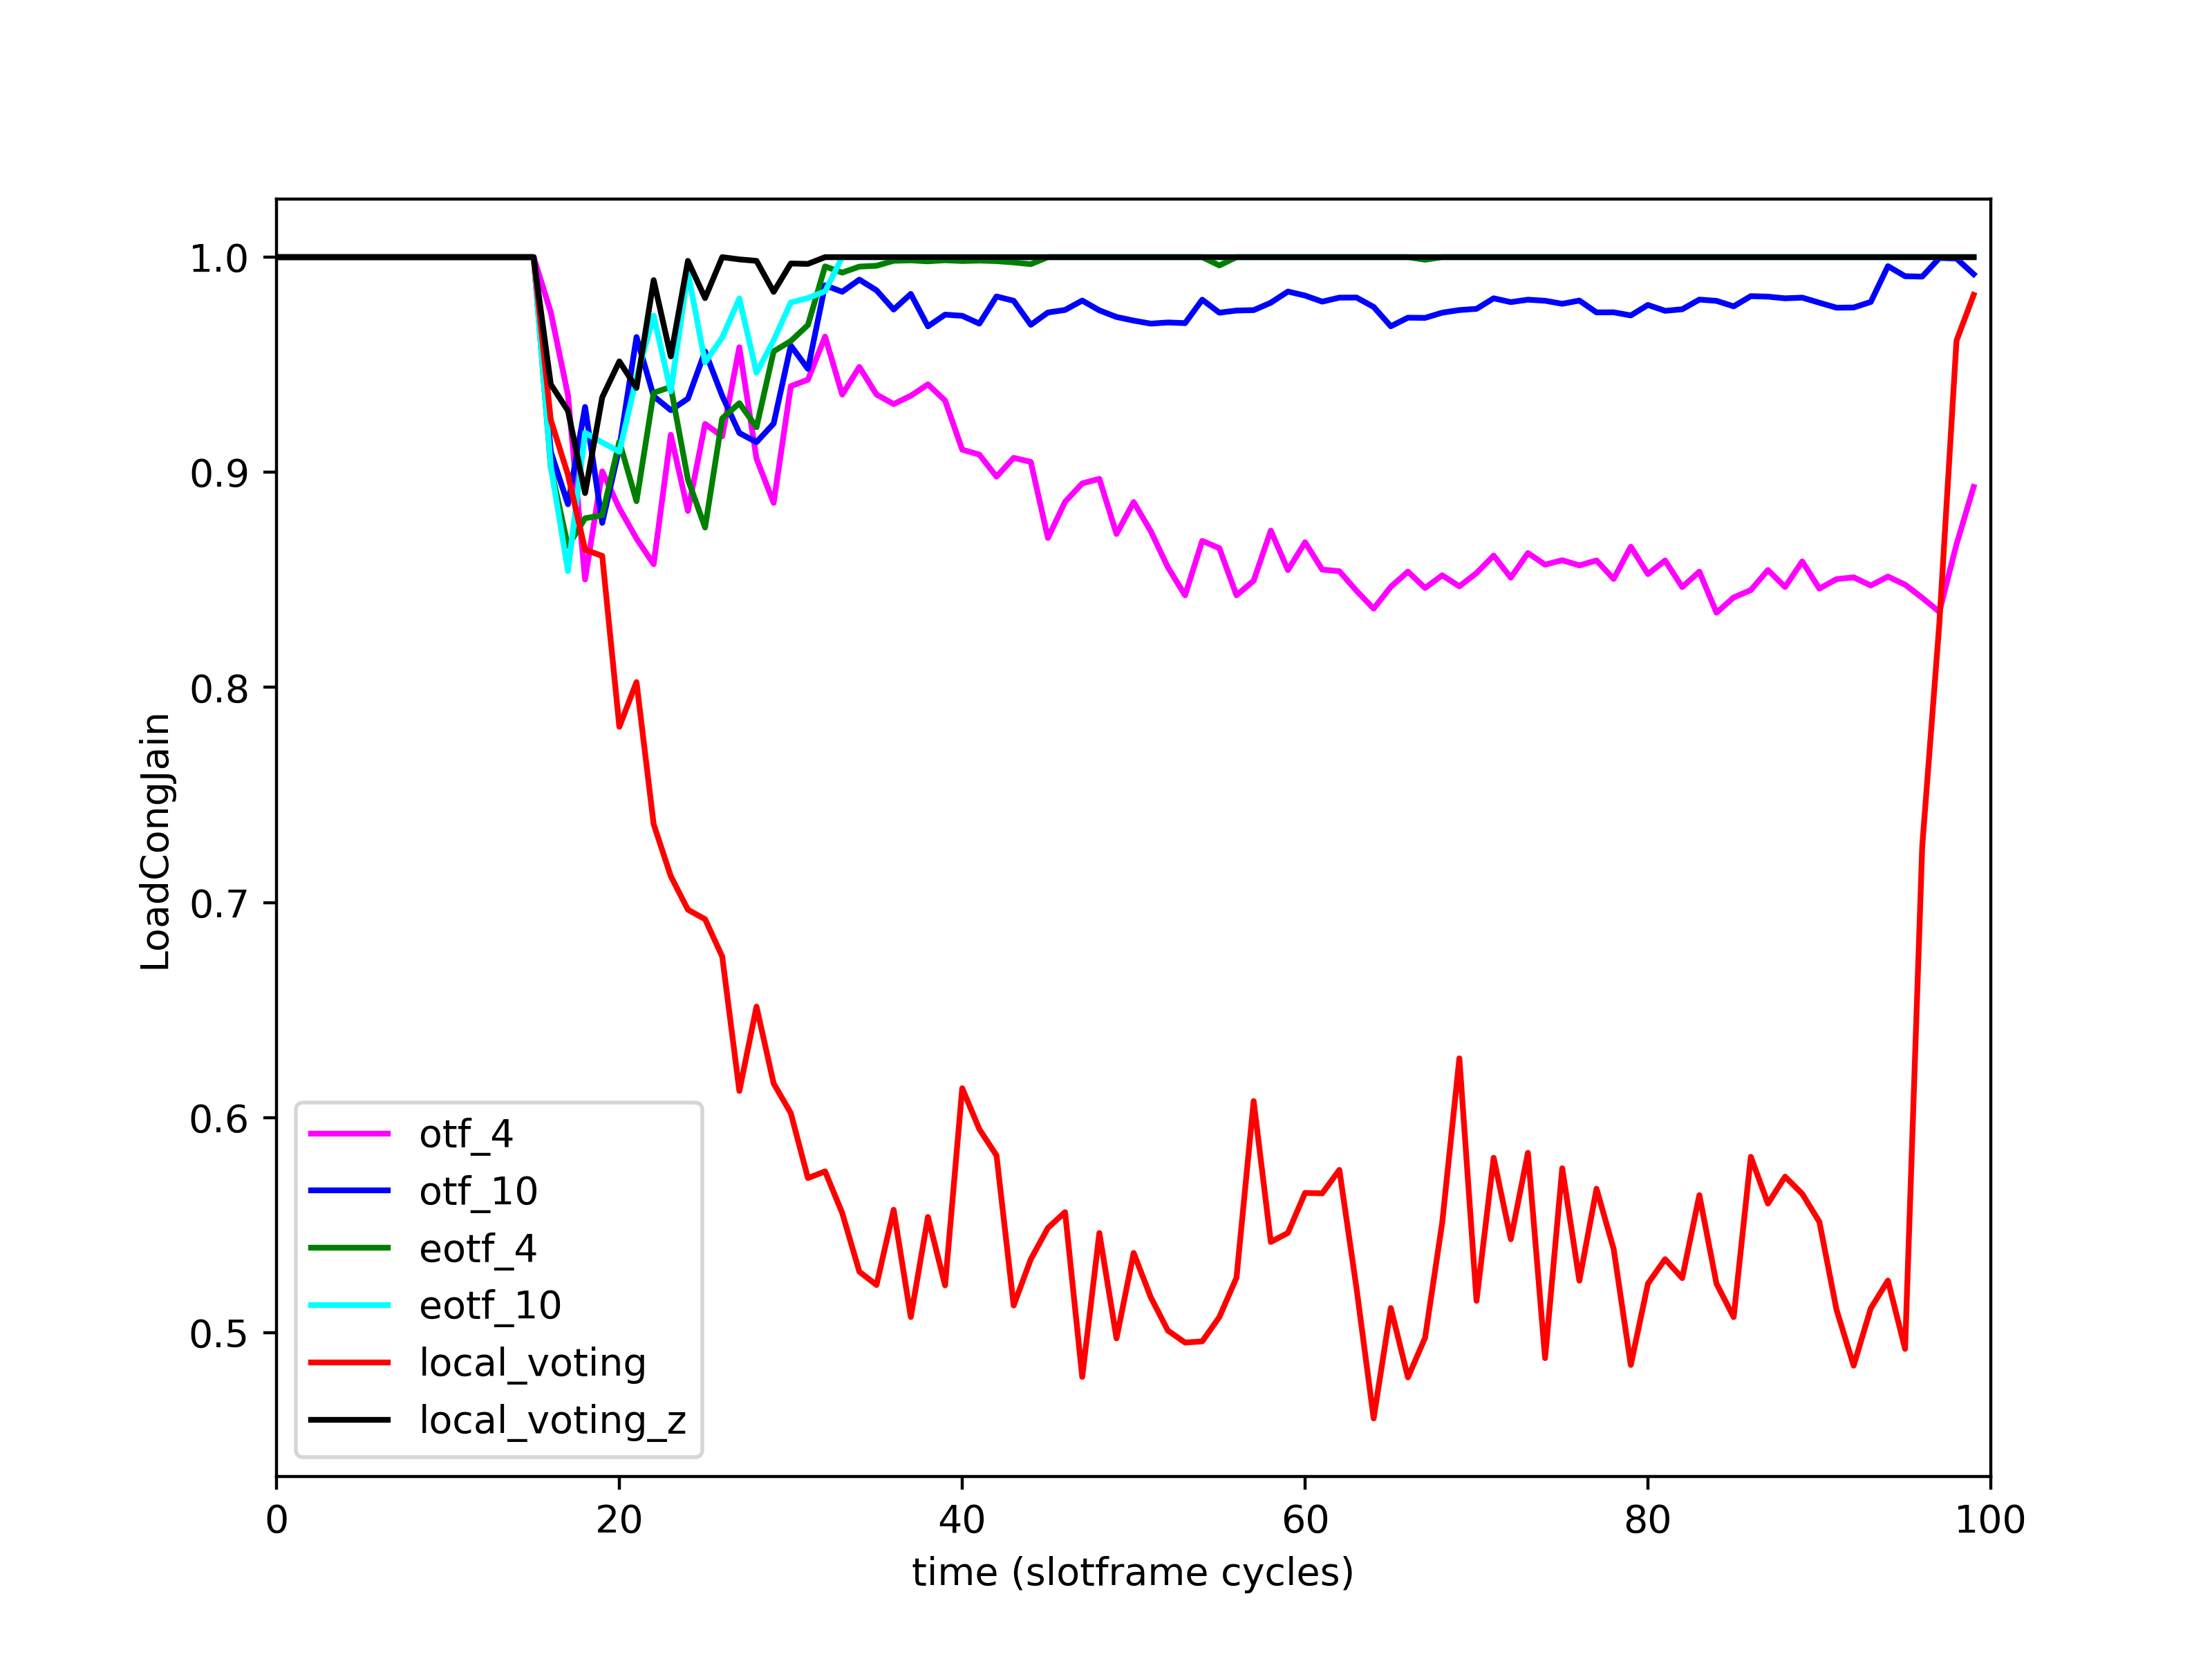 1.0
0.9
0.8
0.7
0.6
0.5
LoadCongJain
otf_4
otf_10
eotf_4
eotf_10
local_voting
local_voting_z
0 20 40 60 80 100
time (slotframe cycles)